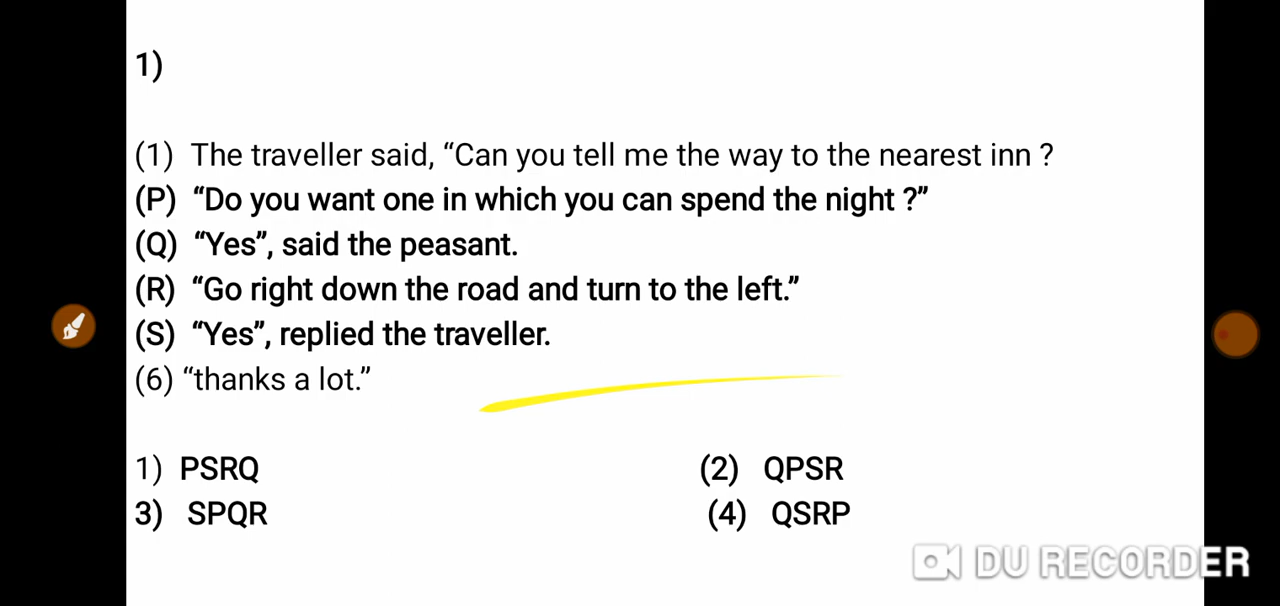 1)
(1) The traveller said, “Can you tell me the way to the nearest inn ?
(P) “Do you want one in which you can spend the night ?”
(Q) “Yes”, said the peasant.
(R) “Go right down the road and turn to the left.”
(S) “Yes”, replied the traveller.
(6) “thanks a lot.”
1) PSRQ (2) QPSR
3) SPQR (4) QSRP
DU RECORDER